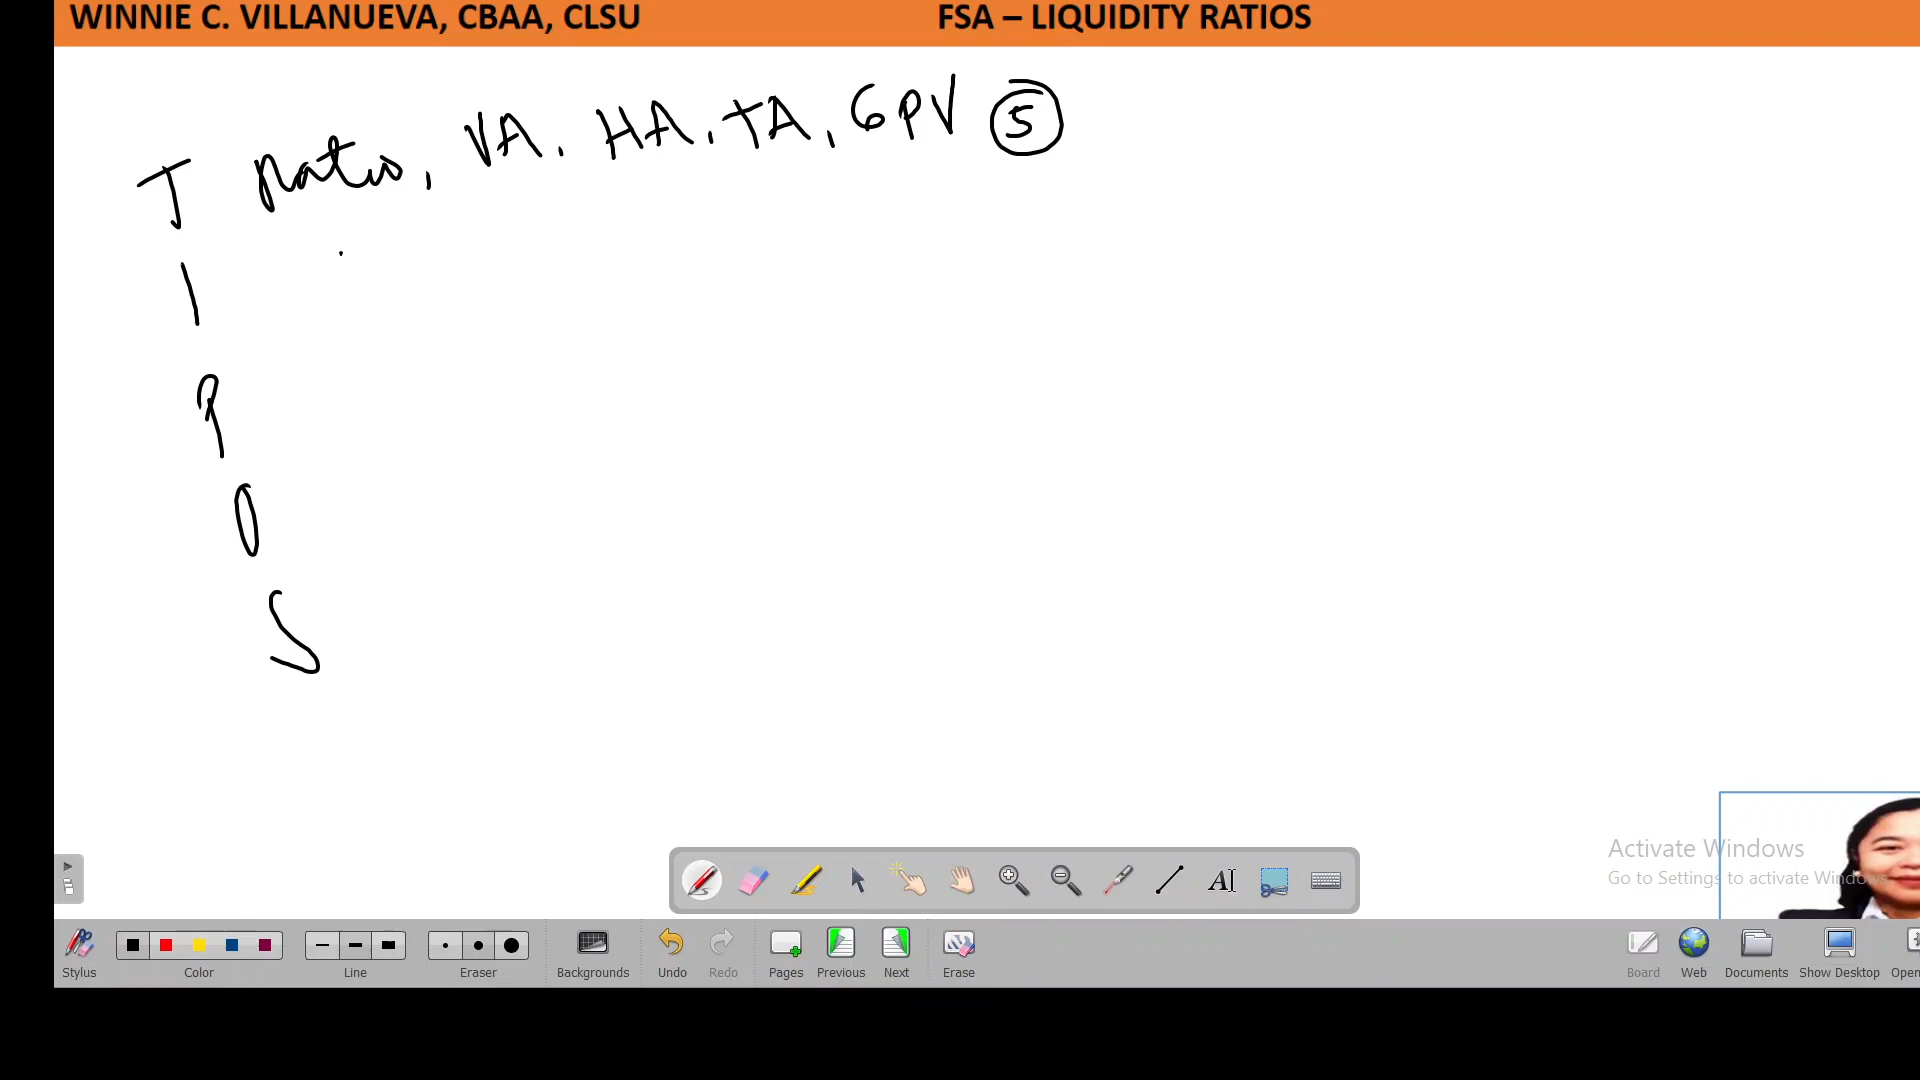 WINNIE C. VILLANUEVA, CBAA, CLSU FSA – LIQUIDITY RATIOS
T ratio, VA, HA, TA, GPV 5
I
P
O
S
Activate Windows
Go to Settings to activate Windows
Stylus Color Line Eraser Backgrounds Undo Redo Pages Previous Next Erase Board Web Documents Show Desktop Open